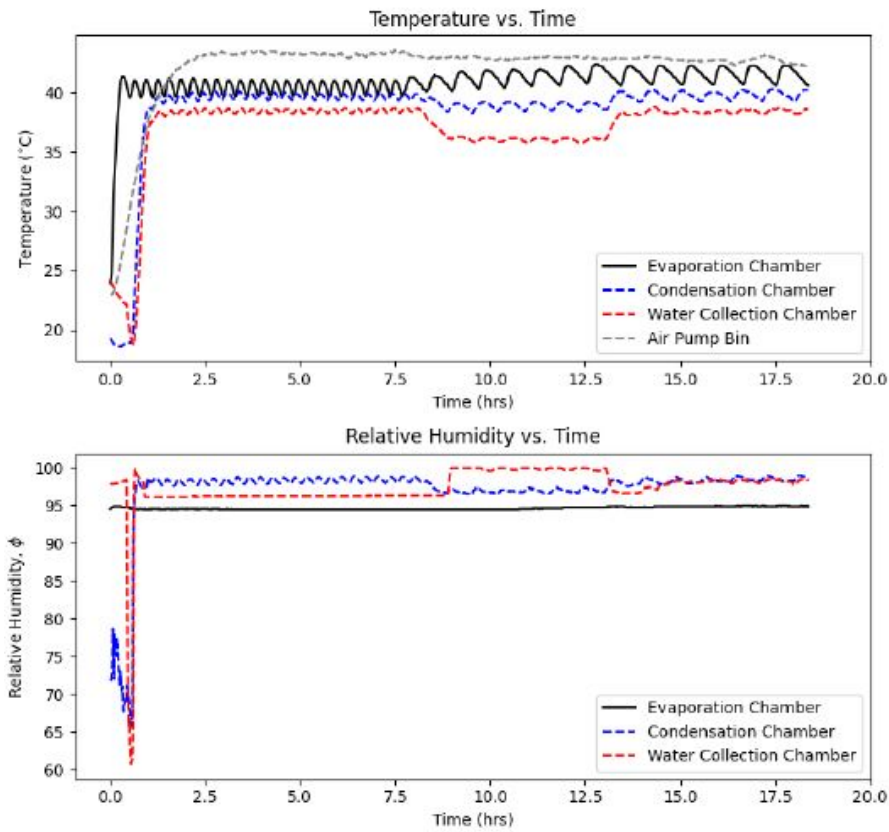 Temperature vs. Time
Temperature (°C)
40
35
30
25
20
Evaporation Chamber
Condensation Chamber
Water Collection Chamber
Air Pump Bin
0.0 2.5 5.0 7.5 10.0 12.5 15.0 17.5 20.0
Time (hrs)
Relative Humidity vs. Time
Relative Humidity, ϕ
100
95
90
85
80
75
70
65
60
Evaporation Chamber
Condensation Chamber
Water Collection Chamber
0.0 2.5 5.0 7.5 10.0 12.5 15.0 17.5 20.0
Time (hrs)